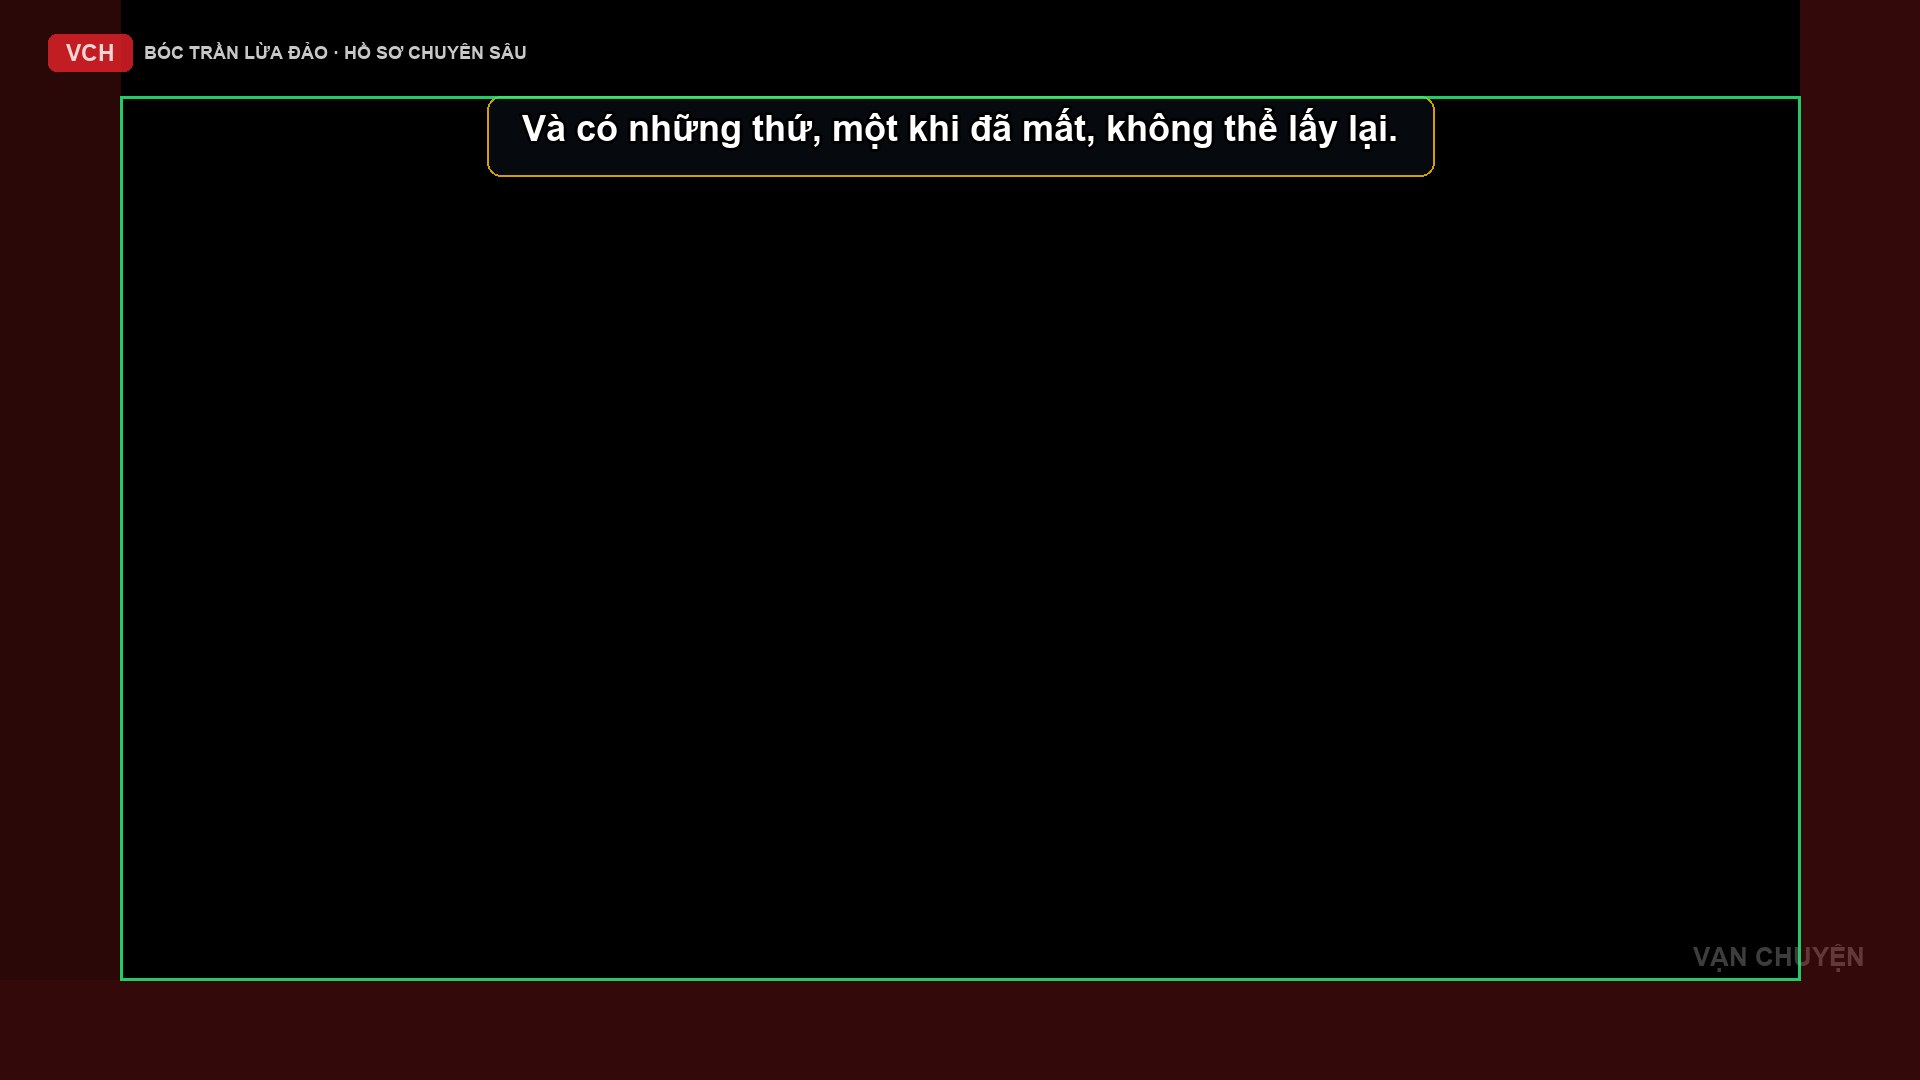 VCH
BÓC TRẦN LỪA ĐẢO · HỒ SƠ CHUYÊN SÂU
Và có những thứ, một khi đã mất, không thể lấy lại.
VẠN CHUYỆN